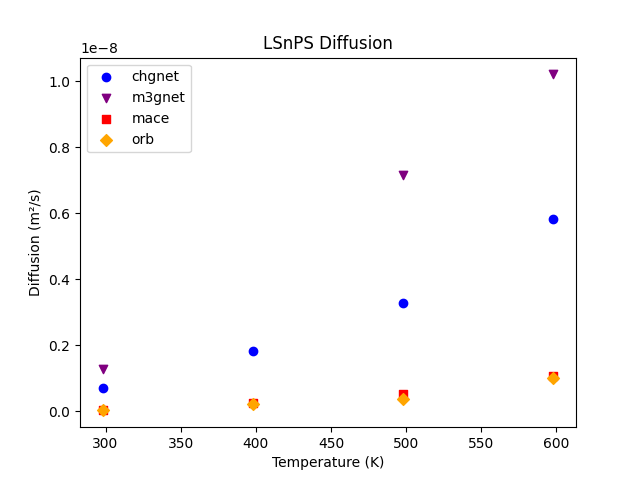 LSnPS Diffusion
1e−8
chgnet
m3gnet
mace
orb
1.0
0.8
0.6
0.4
0.2
0.0
Diffusion (m²/s)
300 350 400 450 500 550 600
Temperature (K)